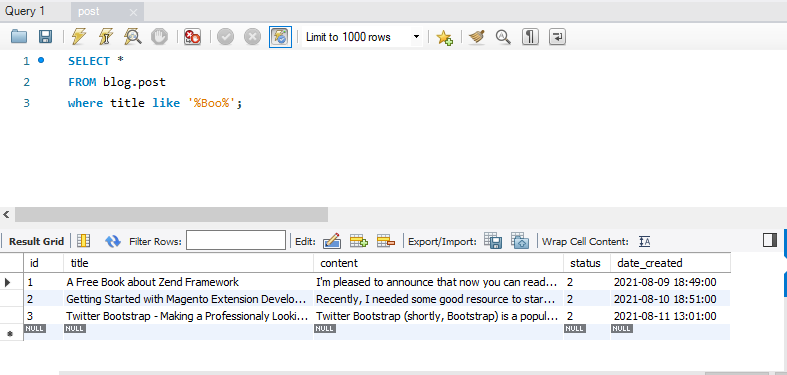 Query 1 post
Limit to 1000 rows
1 SELECT *
2 FROM blog.post
3 where title like '%Boo%';
Result Grid Filter Rows: Edit: Export/Import: Wrap Cell Content:
id title content status date_created
1 A Free Book about Zend Framework I'm pleased to announce that now you can read... 2 2021-08-09 18:49:00
2 Getting Started with Magento Extension Develo... Recently, I needed some good resource to star... 2 2021-08-10 18:51:00
3 Twitter Bootstrap - Making a Professionaly Looki... Twitter Bootstrap (shortly, Bootstrap) is a popul... 2 2021-08-11 13:01:00
NULL NULL NULL NULL NULL